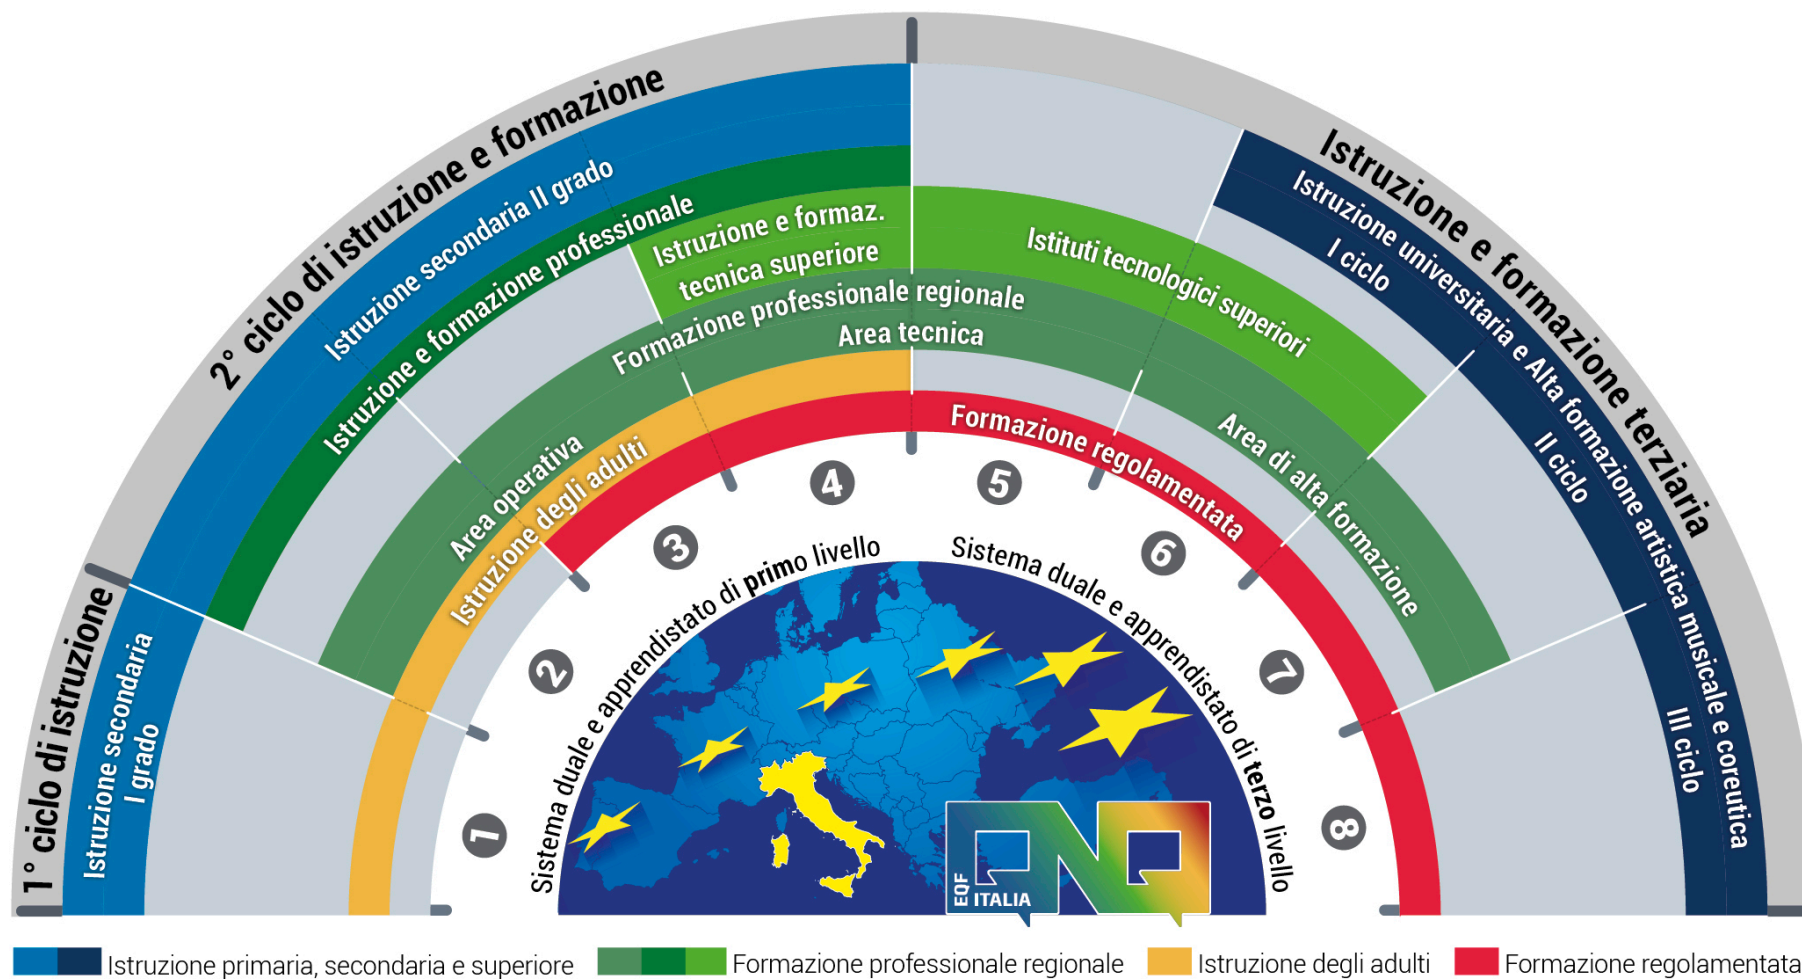 1° ciclo di istruzione
2° ciclo di istruzione e formazione
Istruzione e formazione terziaria
Istruzione secondaria
I grado
Istruzione secondaria II grado
Istruzione e formazione professionale
Istruzione e formaz.
tecnica superiore
Istituti tecnologici superiori
Istruzione universitaria e Alta formazione artistica musicale e coreutica
I ciclo
II ciclo
III ciclo
Formazione professionale regionale
Area operativa
Area tecnica
Area di alta formazione
Istruzione degli adulti
Formazione regolamentata
1
2
3
4
5
6
7
8
Sistema duale e apprendistato di primo livello
Sistema duale e apprendistato di terzo livello
EQF
ITALIA
QNQ
Istruzione primaria, secondaria e superiore
Formazione professionale regionale
Istruzione degli adulti
Formazione regolamentata